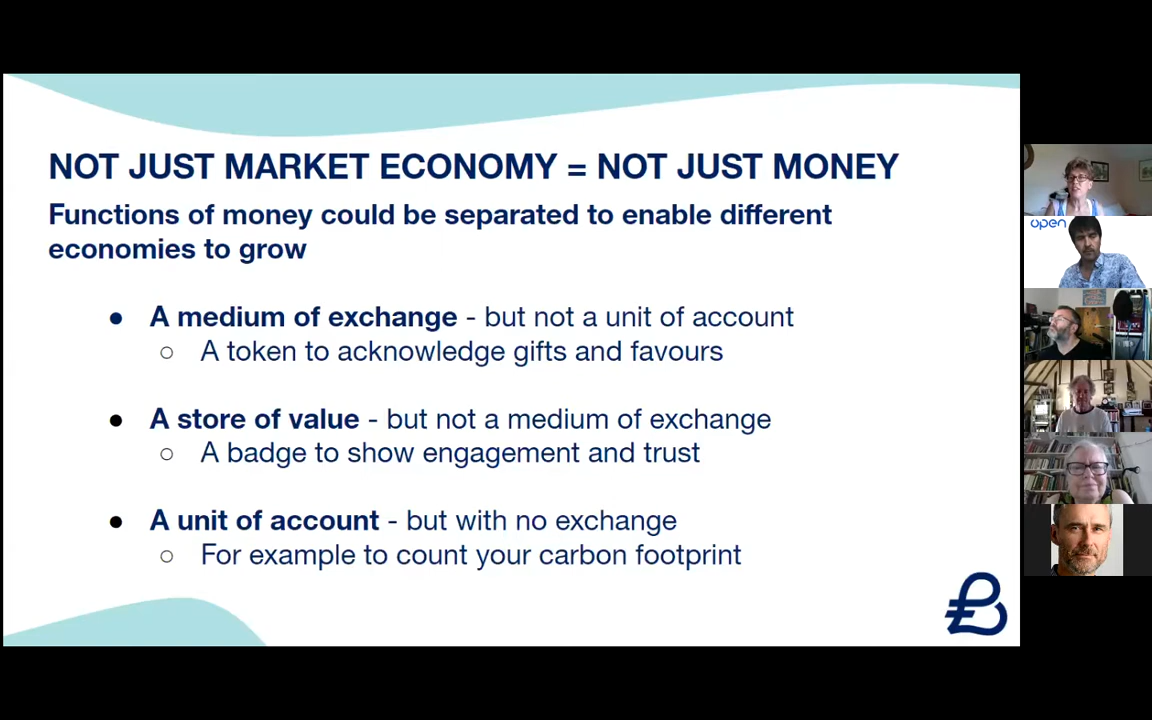 NOT JUST MARKET ECONOMY = NOT JUST MONEY
Functions of money could be separated to enable different
economies to grow
● A medium of exchange - but not a unit of account
○ A token to acknowledge gifts and favours
● A store of value - but not a medium of exchange
○ A badge to show engagement and trust
● A unit of account - but with no exchange
○ For example to count your carbon footprint
open